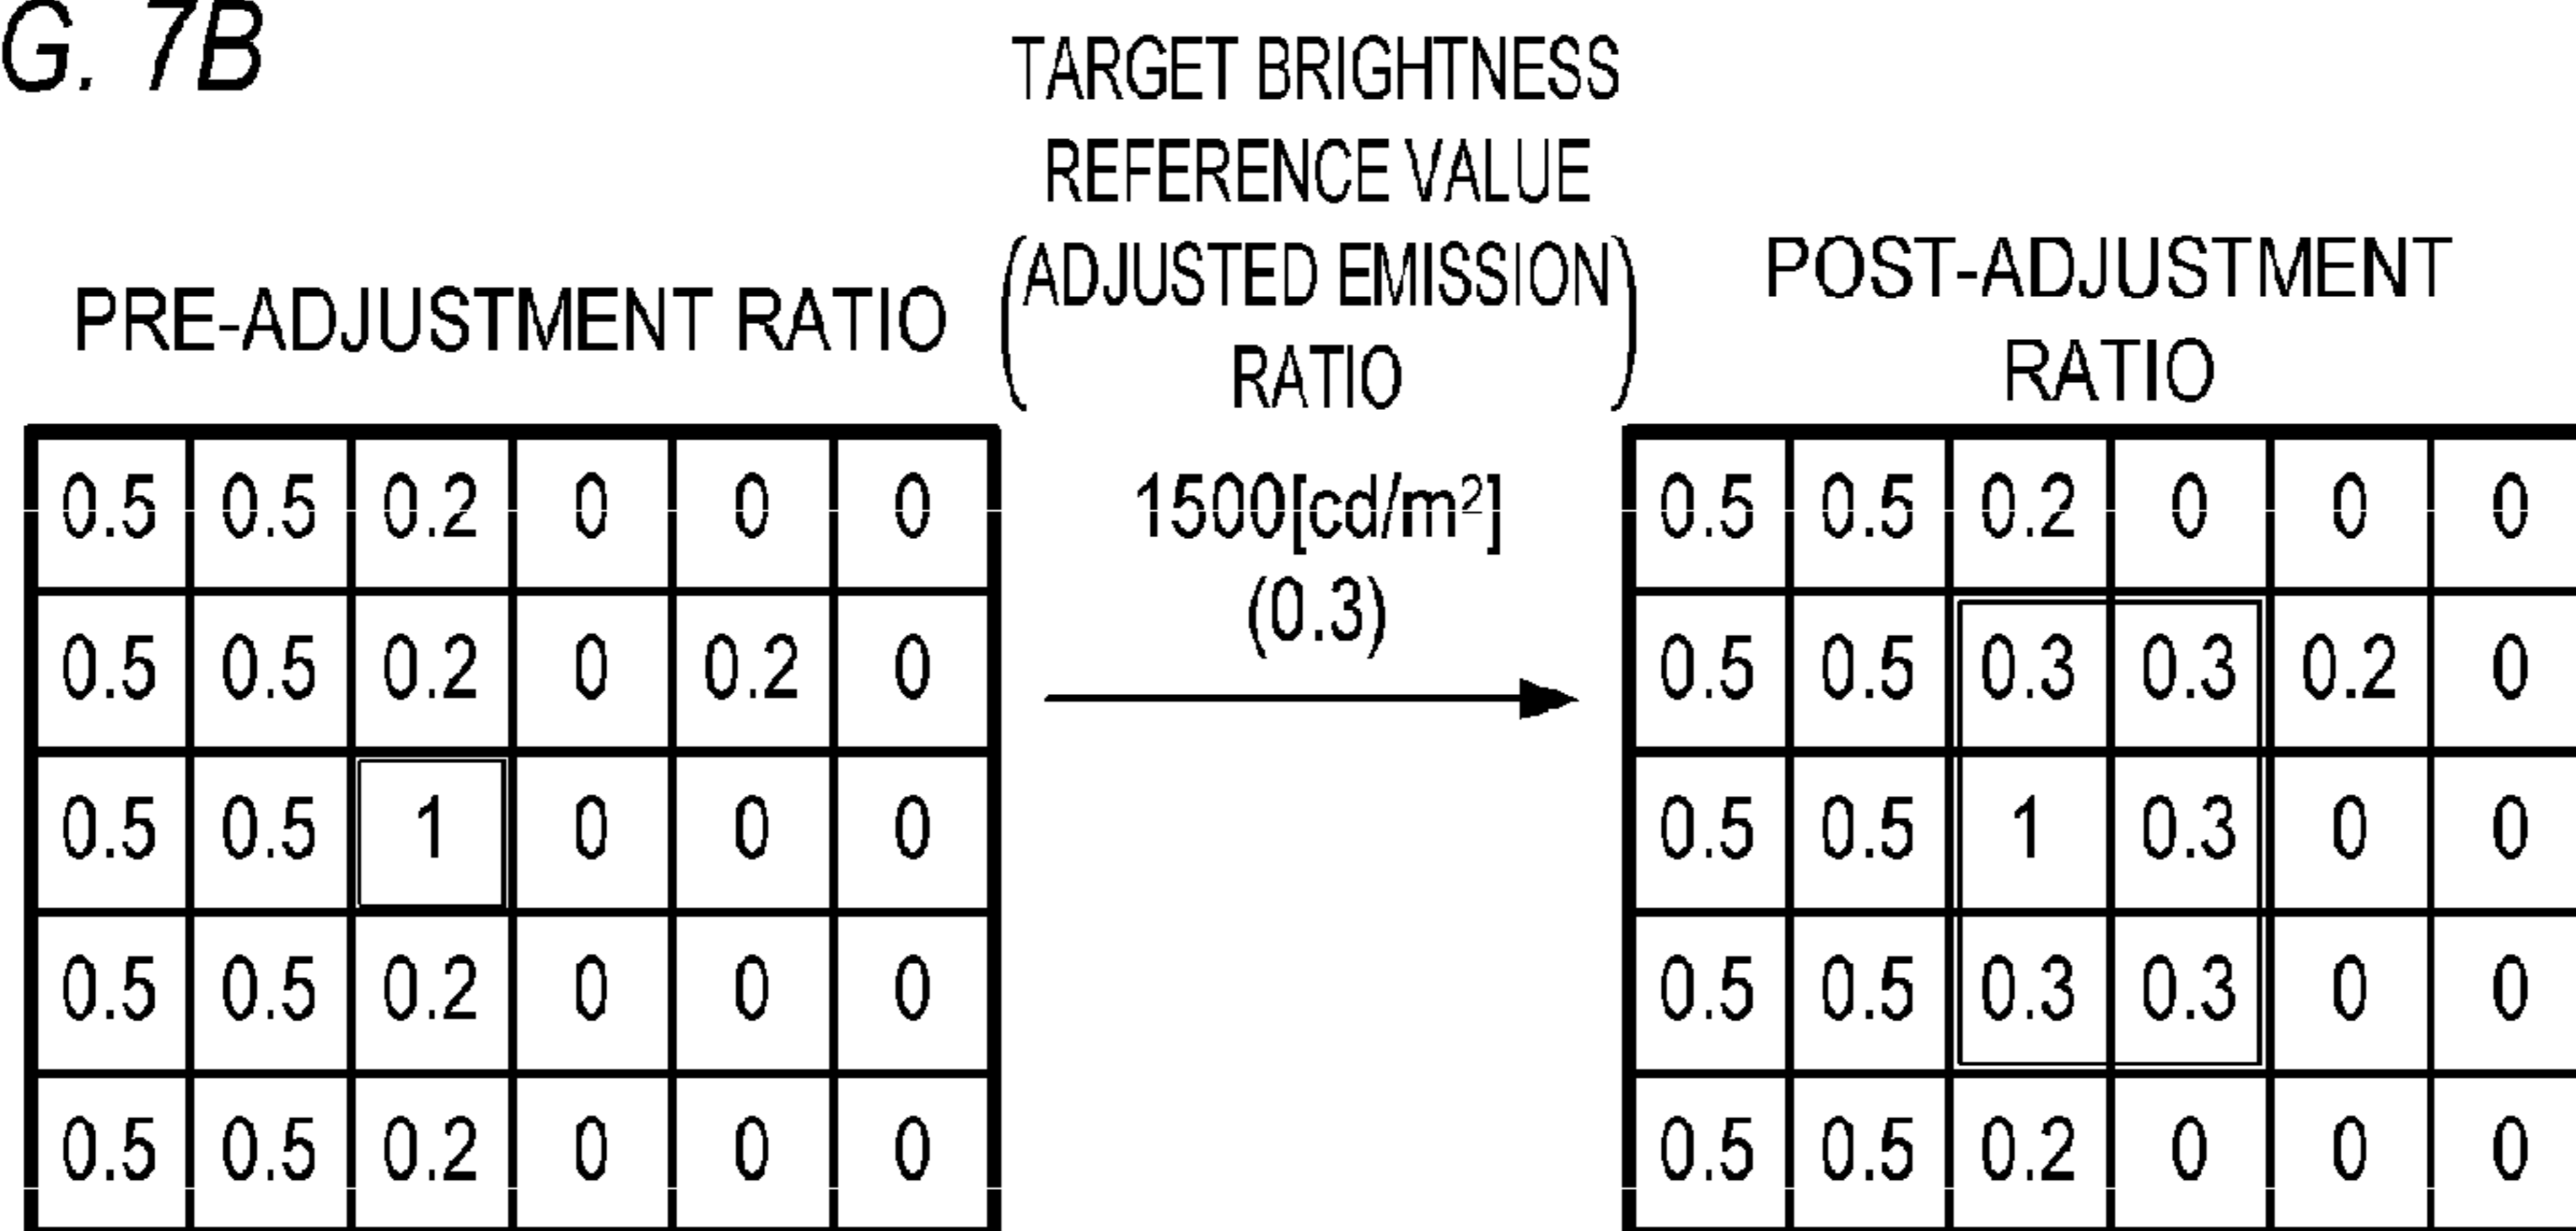 G. 7B
TARGET BRIGHTNESS
REFERENCE VALUE
(ADJUSTED EMISSION
RATIO)
PRE-ADJUSTMENT RATIO
POST-ADJUSTMENT
RATIO
1500[cd/m²]
(0.3)
0.5 0.5 0.2 0 0 0
0.5 0.5 0.2 0 0.2 0
0.5 0.5 1 0 0 0
0.5 0.5 0.2 0 0 0
0.5 0.5 0.2 0 0 0
0.5 0.5 0.2 0 0 0
0.5 0.5 0.3 0.3 0.2 0
0.5 0.5 1 0.3 0 0
0.5 0.5 0.3 0.3 0 0
0.5 0.5 0.2 0 0 0